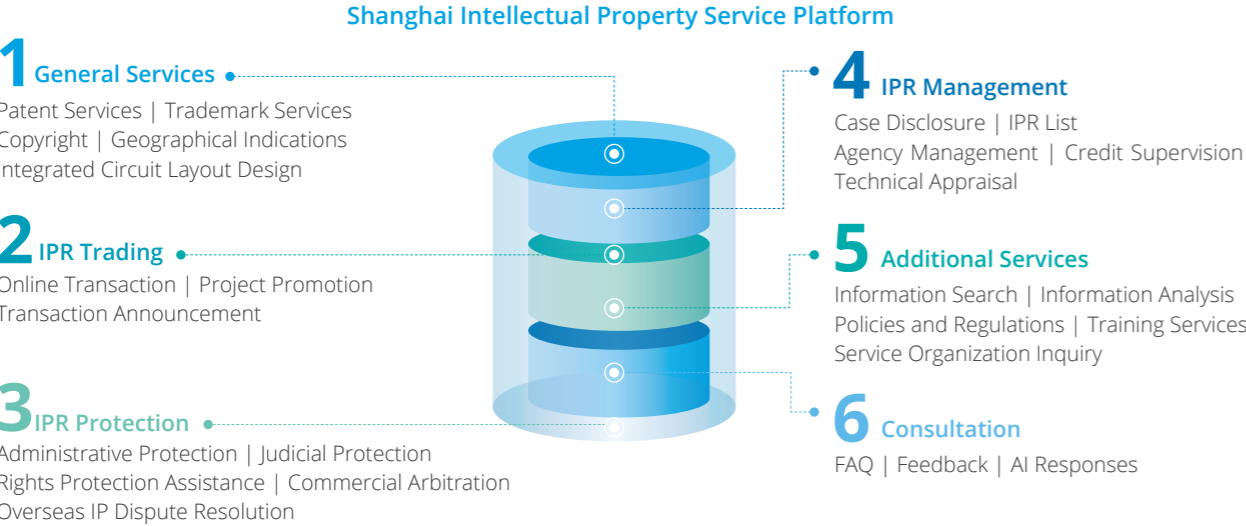 Shanghai Intellectual Property Service Platform
1 General Services
Patent Services | Trademark Services
Copyright | Geographical Indications
Integrated Circuit Layout Design
2 IPR Trading
Online Transaction | Project Promotion
Transaction Announcement
3 IPR Protection
Administrative Protection | Judicial Protection
Rights Protection Assistance | Commercial Arbitration
Overseas IP Dispute Resolution
4 IPR Management
Case Disclosure | IPR List
Agency Management | Credit Supervision
Technical Appraisal
5 Additional Services
Information Search | Information Analysis
Policies and Regulations | Training Services
Service Organization Inquiry
6 Consultation
FAQ | Feedback | AI Responses